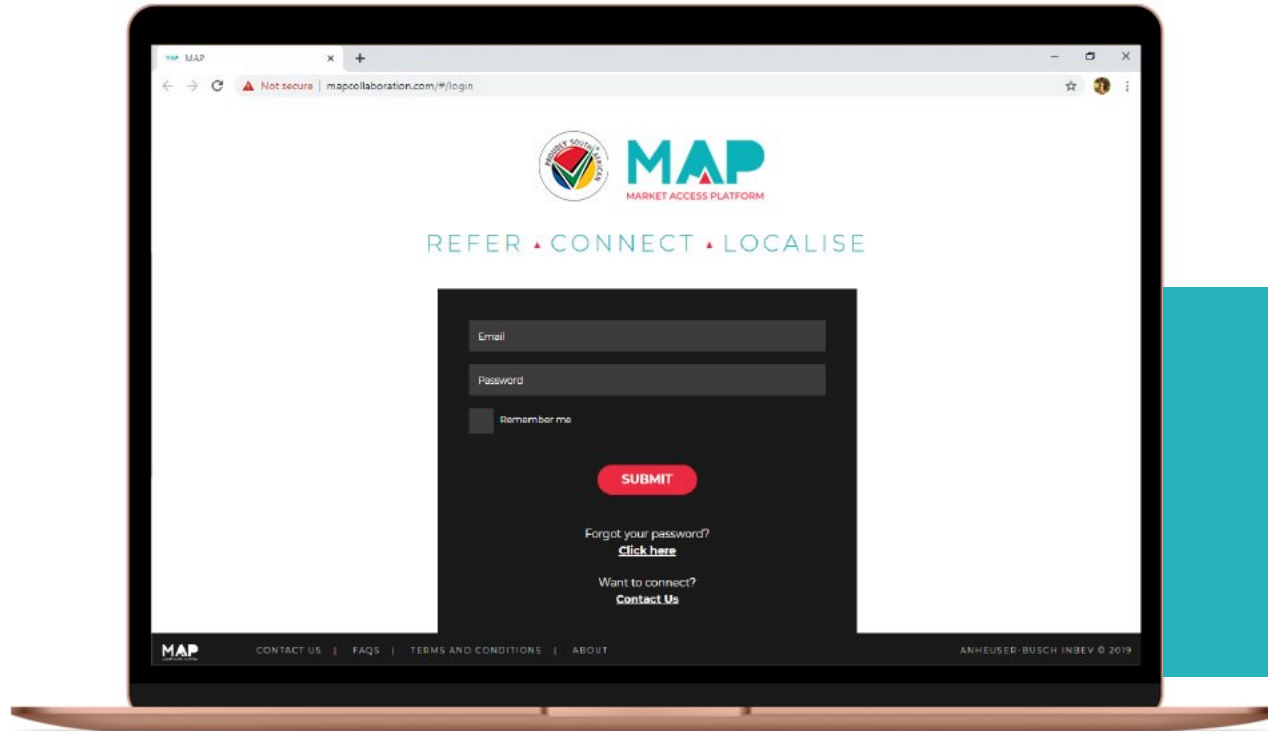 MAP MAP
Not secure | mapcollaboration.com/#/login
PROUDLY SOUTH AFRICAN
MAP
MARKET ACCESS PLATFORM
REFER ▲ CONNECT ▲ LOCALISE
Email
Password
Remember me
SUBMIT
Forgot your password?
Click here
Want to connect?
Contact Us
MAP
CONTACT US | FAQS | TERMS AND CONDITIONS | ABOUT
ANHEUSER-BUSCH INBEV © 2019